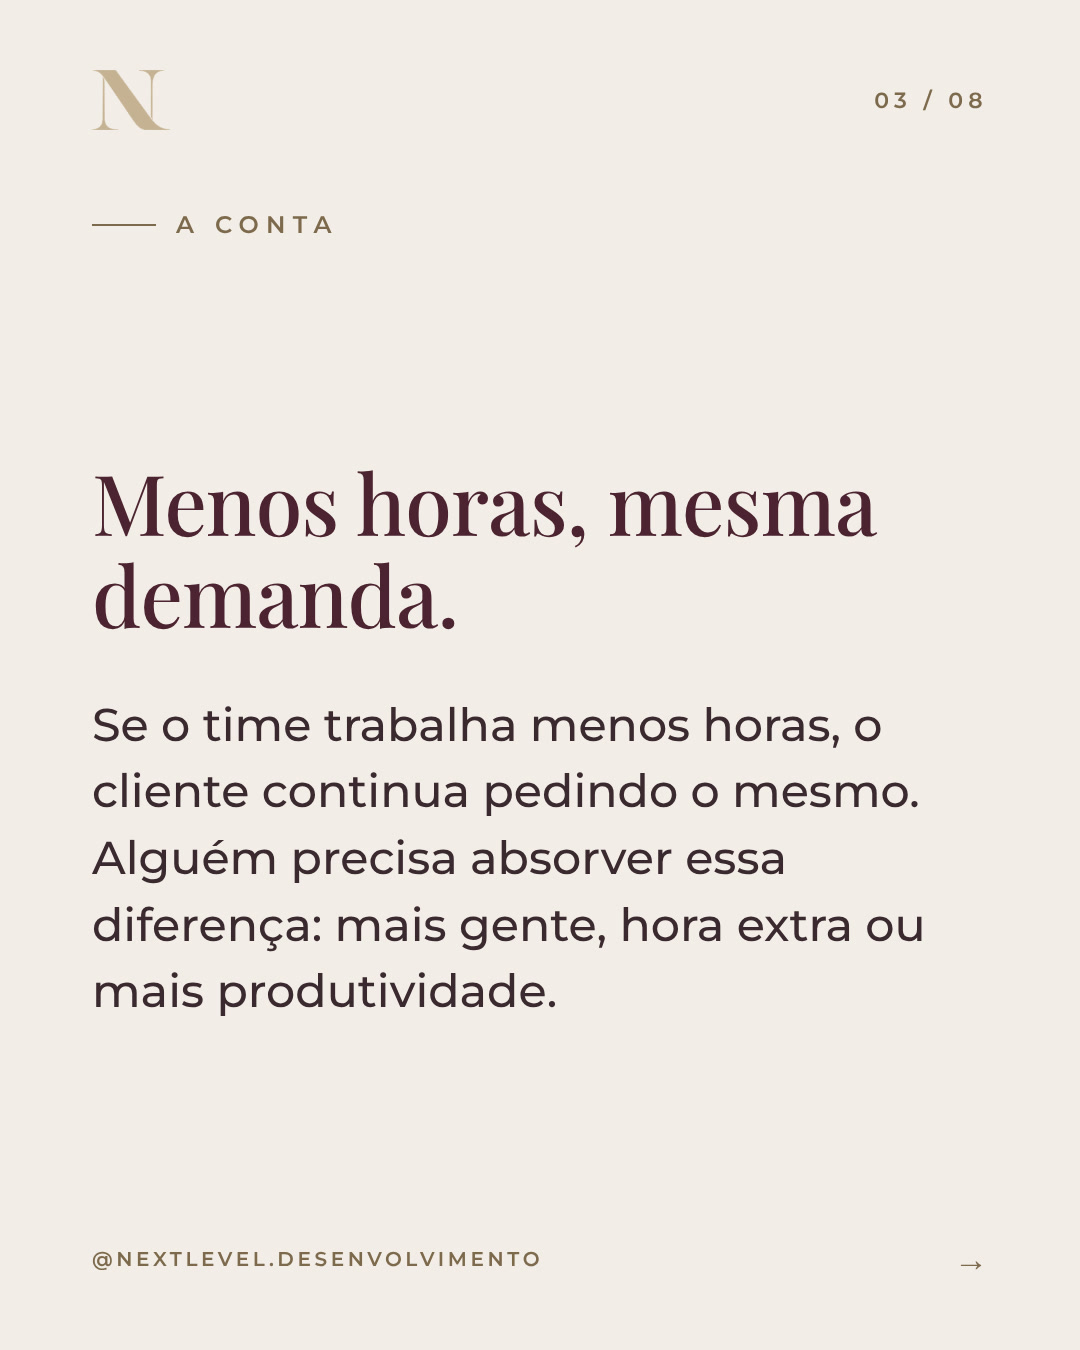 N
03 / 08
A CONTA
Menos horas, mesma
demanda.
Se o time trabalha menos horas, o
cliente continua pedindo o mesmo.
Alguém precisa absorver essa
diferença: mais gente, hora extra ou
mais produtividade.
@NEXTLEVEL.DESENVOLVIMENTO
→